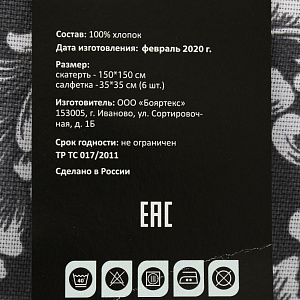 Состав: 100% хлопок
Дата изготовления: февраль 2020 г.
Размер:
скатерть - 150*150 см
салфетка -35*35 см (6 шт.)
Изготовитель: ООО «Бояртекс»
153005, г. Иваново, ул. Сортировоч-
ная, д. 1Б
Срок годности: не ограничен
ТР ТС 017/2011
Сделано в России
ЕАС
40